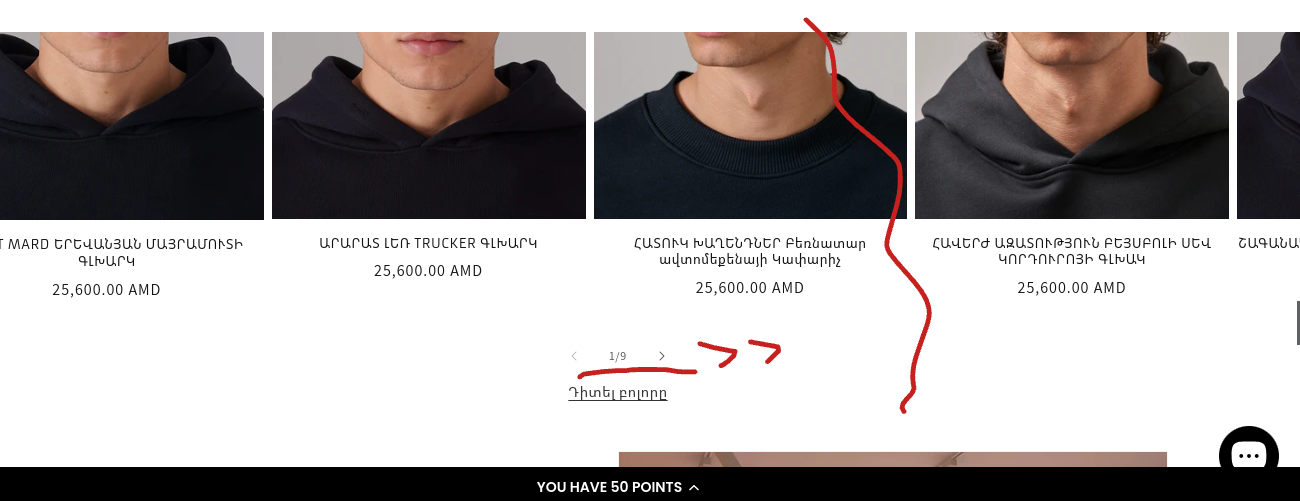 T MARD ԵՐԵՎԱՆՅԱՆ ՄԱՅՐԱՄՈՒՏԻ
ԳԼԽԱՐԿ
25,600.00 AMD
ԱՐԱՐԱՏ ԼԵՌ TRUCKER ԳԼԽԱՐԿ
25,600.00 AMD
ՀԱՏՈՒԿ ԽԱՂԵՆԴՆԵՐ Բեռնատար
ավտոմեքենայի Կափարիչ
25,600.00 AMD
ՀԱՎԵՐԺ ԱԶԱՏՈՒԹՅՈՒՆ ԲԵՅՍԲՈԼԻ ՍԵՎ
ԿՈՐԴՈՒՐՈՅԻ ԳԼԽԱԿ
25,600.00 AMD
1/9
Դիտել բոլորը
YOU HAVE 50 POINTS